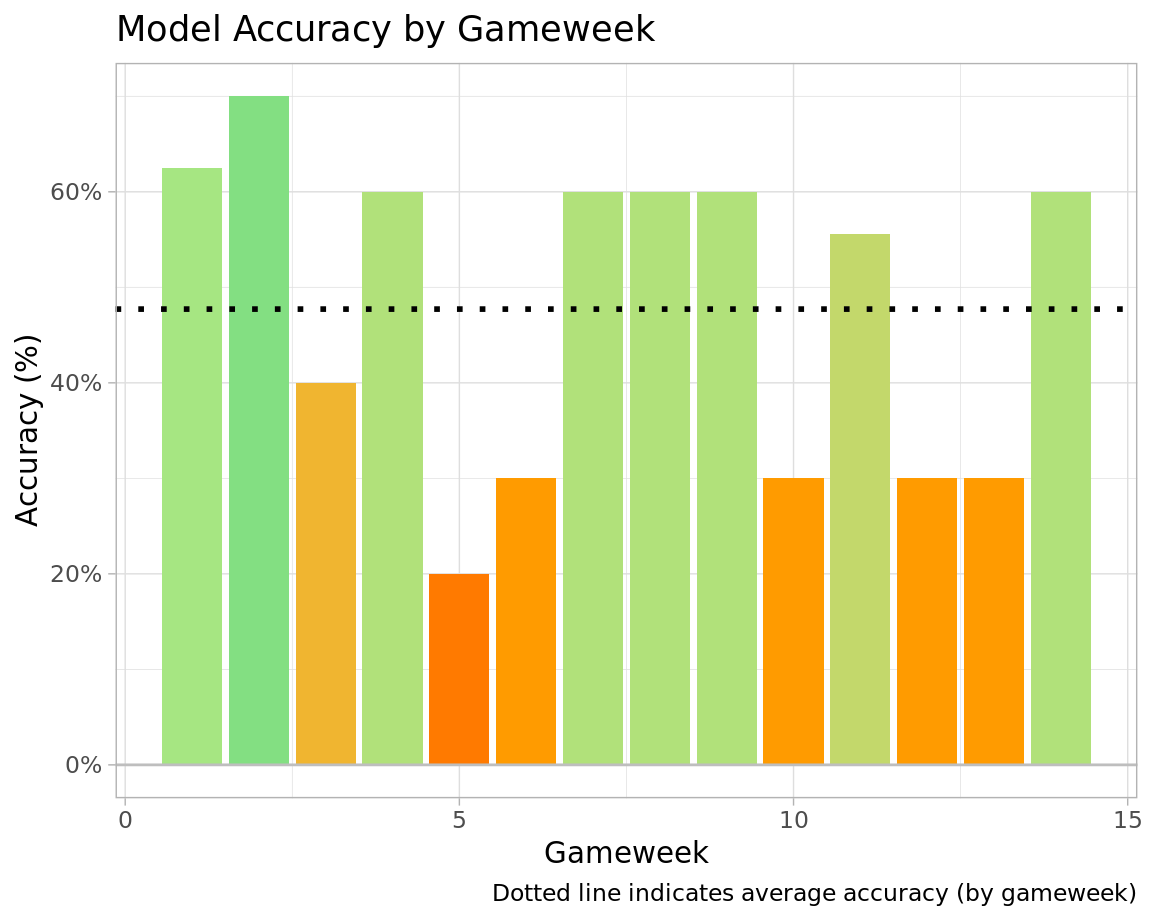 Model Accuracy by Gameweek
Accuracy (%)
60%
40%
20%
0%
0 5 10 15
Gameweek
Dotted line indicates average accuracy (by gameweek)